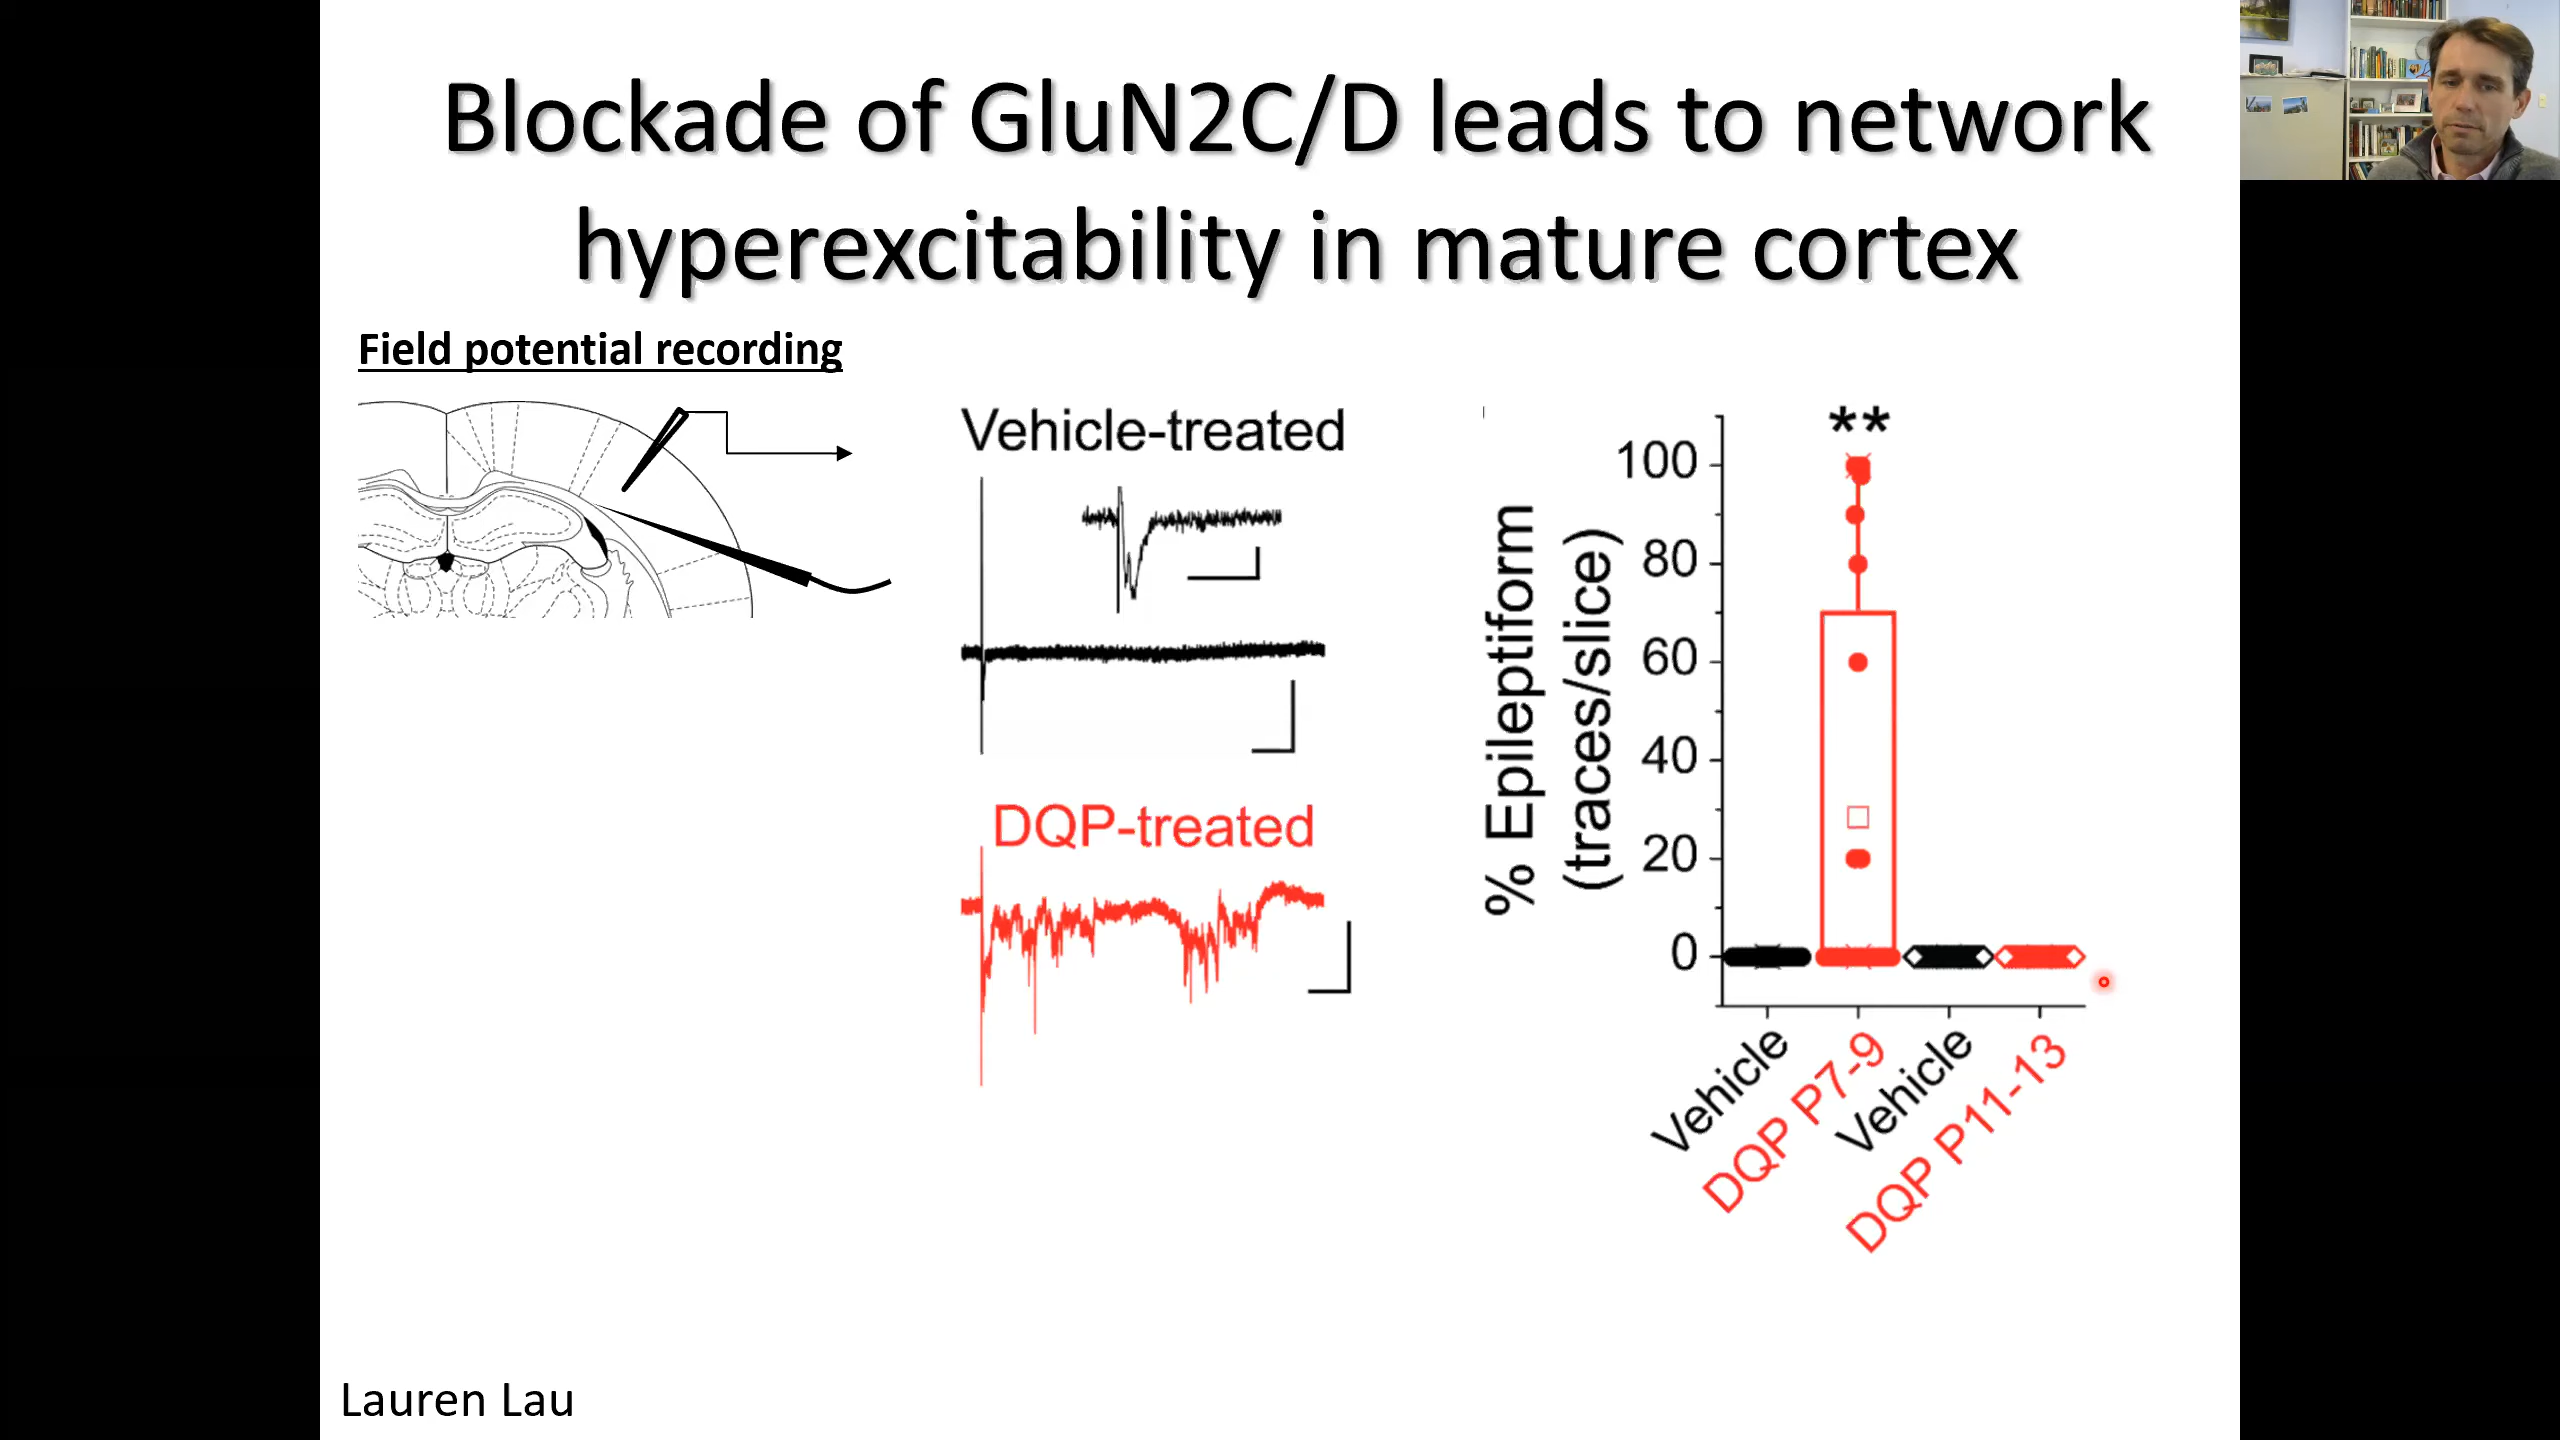 Blockade of GluN2C/D leads to network
hyperexcitability in mature cortex
Field potential recording
Vehicle-treated
DQP-treated
% Epileptiform
(traces/slice)
**
100
80
60
40
20
0
Vehicle
DQP P7-9
Vehicle
DQP P11-13
Lauren Lau